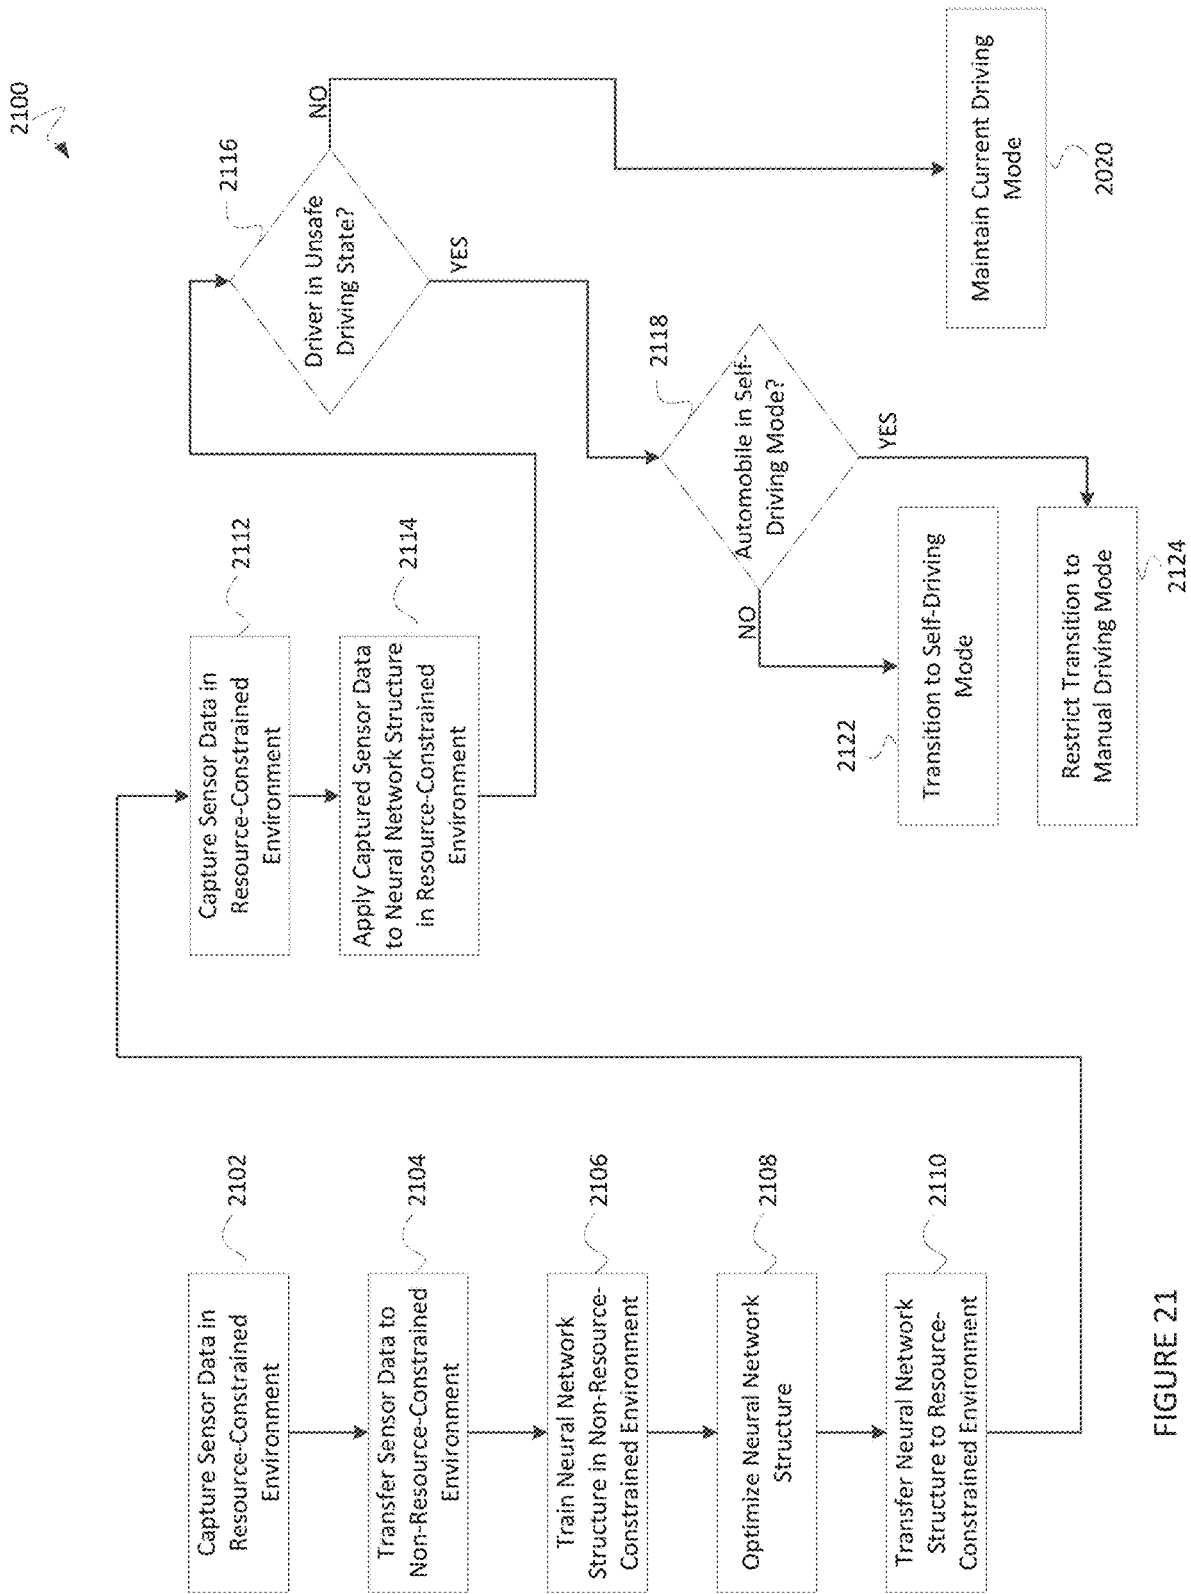 2100
Capture Sensor Data in
Resource-Constrained
Environment
2102
Transfer Sensor Data to
Non-Resource-Constrained
Environment
2104
Train Neural Network
Structure in Non-Resource-
Constrained Environment
2106
Optimize Neural Network
Structure
2108
Transfer Neural Network
Structure to Resource-
Constrained Environment
2110
Capture Sensor Data in
Resource-Constrained
Environment
2112
Apply Captured Sensor Data
to Neural Network Structure
in Resource-Constrained
Environment
2114
Driver in Unsafe
Driving State?
2116
NO
YES
Automobile in Self-
Driving Mode?
2118
NO
YES
Transition to Self-Driving
Mode
2122
Restrict Transition to
Manual Driving Mode
2124
Maintain Current Driving
Mode
2020
FIGURE 21